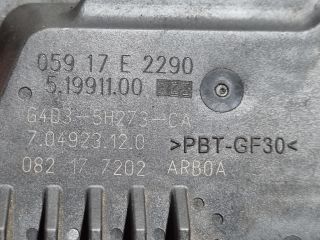 059 17 E 2290
5.19911.00
G4D3-5H273-CA
7.04923.12.0 >PBT-GF30<
082 17 7202 ARB0A